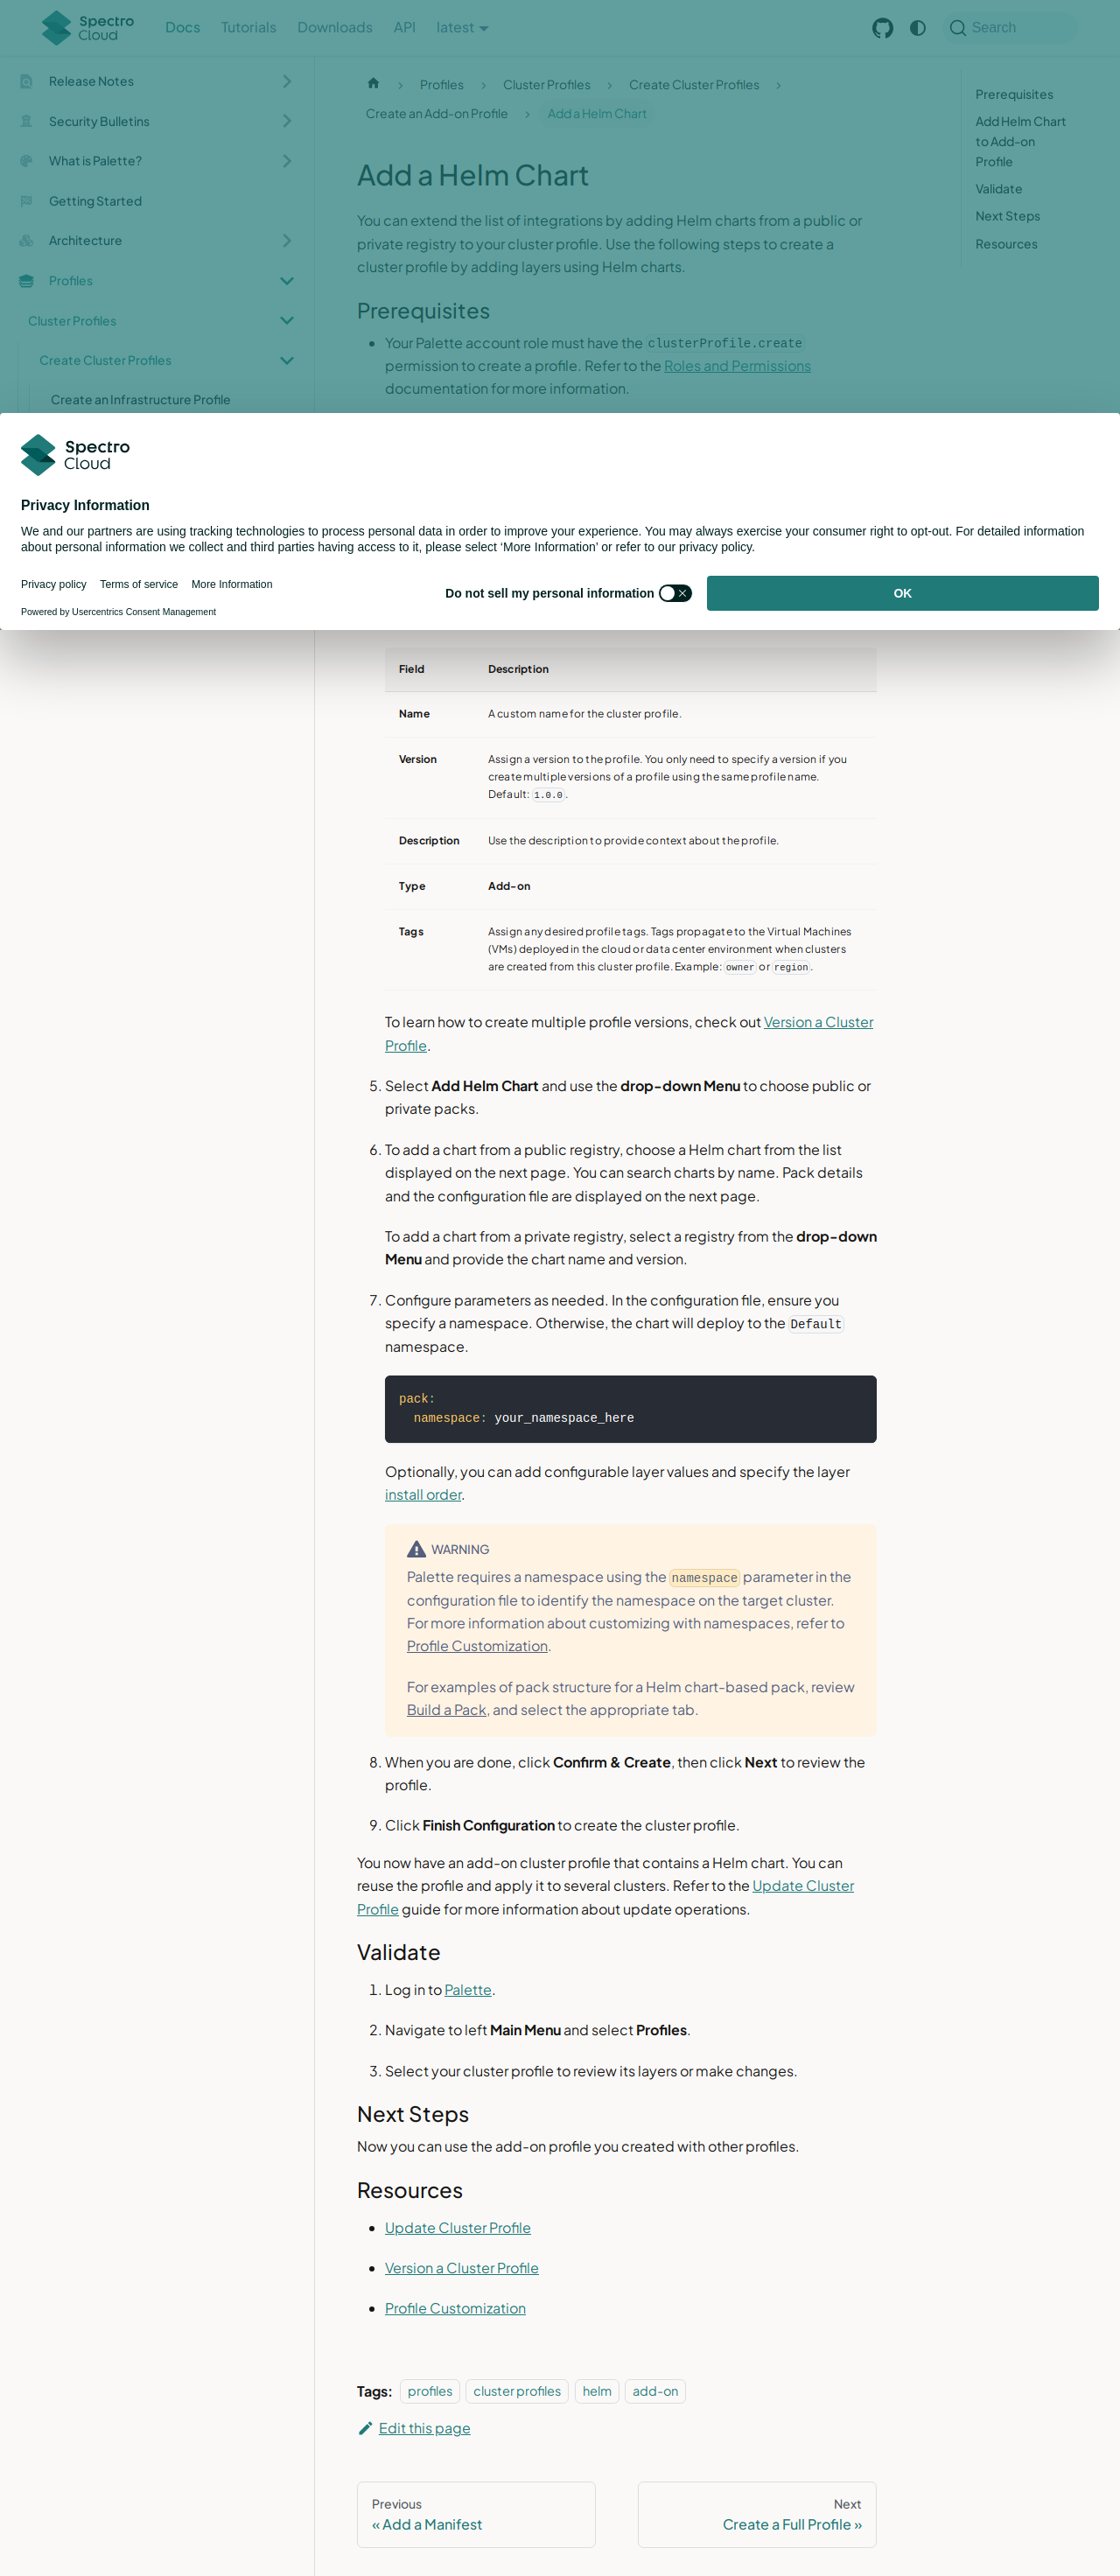 Spectro Cloud
Docs
Tutorials
Downloads
API
latest
Search
Release Notes
Security Bulletins
What is Palette?
Getting Started
Architecture
Profiles
Cluster Profiles
Create Cluster Profiles
Create an Infrastructure Profile
Profiles
Cluster Profiles
Create Cluster Profiles
Create an Add-on Profile
Add a Helm Chart
Prerequisites
Add Helm Chart
to Add-on
Profile
Validate
Next Steps
Resources
Add a Helm Chart
You can extend the list of integrations by adding Helm charts from a public or
private registry to your cluster profile. Use the following steps to create a
cluster profile by adding layers using Helm charts.
Prerequisites
Your Palette account role must have the clusterProfile.create
permission to create a profile. Refer to the Roles and Permissions
documentation for more information.
Spectro
Cloud
Privacy Information
We and our partners are using tracking technologies to process personal data in order to improve your experience. You may always exercise your consumer right to opt-out. For detailed information
about personal information we collect and third parties having access to it, please select ‘More Information’ or refer to our privacy policy.
Privacy policy
Terms of service
More Information
Powered by Usercentrics Consent Management
Do not sell my personal information
OK
Field Description
Name A custom name for the cluster profile.
Version Assign a version to the profile. You only need to specify a version if you
create multiple versions of a profile using the same profile name.
Default: 1.0.0.
Description Use the description to provide context about the profile.
Type Add-on
Tags Assign any desired profile tags. Tags propagate to the Virtual Machines
(VMs) deployed in the cloud or data center environment when clusters
are created from this cluster profile. Example: owner or region.
To learn how to create multiple profile versions, check out Version a Cluster
Profile.
5. Select Add Helm Chart and use the drop-down Menu to choose public or
private packs.
6. To add a chart from a public registry, choose a Helm chart from the list
displayed on the next page. You can search charts by name. Pack details
and the configuration file are displayed on the next page.
To add a chart from a private registry, select a registry from the drop-down
Menu and provide the chart name and version.
7. Configure parameters as needed. In the configuration file, ensure you
specify a namespace. Otherwise, the chart will deploy to the Default
namespace.
pack:
namespace: your_namespace_here
Optionally, you can add configurable layer values and specify the layer
install order.
WARNING
Palette requires a namespace using the namespace parameter in the
configuration file to identify the namespace on the target cluster.
For more information about customizing with namespaces, refer to
Profile Customization.
For examples of pack structure for a Helm chart-based pack, review
Build a Pack, and select the appropriate tab.
8. When you are done, click Confirm & Create, then click Next to review the
profile.
9. Click Finish Configuration to create the cluster profile.
You now have an add-on cluster profile that contains a Helm chart. You can
reuse the profile and apply it to several clusters. Refer to the Update Cluster
Profile guide for more information about update operations.
Validate
1. Log in to Palette.
2. Navigate to left Main Menu and select Profiles.
3. Select your cluster profile to review its layers or make changes.
Next Steps
Now you can use the add-on profile you created with other profiles.
Resources
Update Cluster Profile
Version a Cluster Profile
Profile Customization
Tags: profiles cluster profiles helm add-on
Edit this page
Previous
« Add a Manifest
Next
Create a Full Profile »